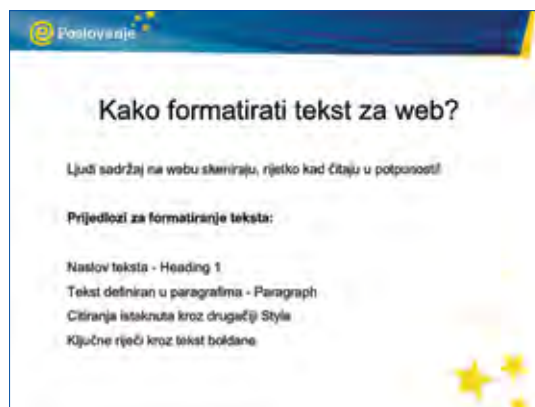 e Poslovanje
Kako formatirati tekst za web?
Ljudi sadržaj na webu skeniraju, rijetko kad čitaju u potpunosti!
Prijedlozi za formatiranje teksta:
Naslov teksta - Heading 1
Tekst definiran u paragrafima - Paragraph
Citiranja istaknuta kroz drugačiji Style
Ključne riječi kroz tekst boldane